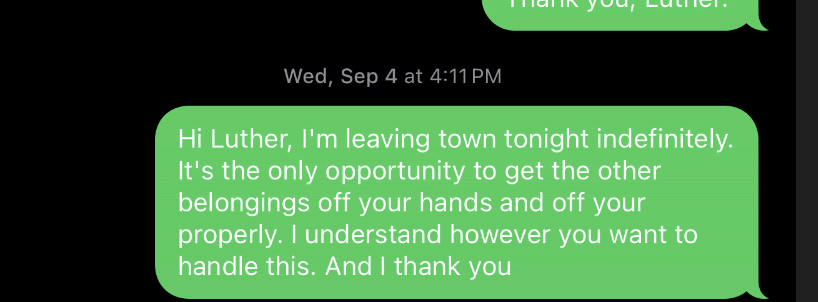 Thank you, Luther.
Wed, Sep 4 at 4:11 PM
Hi Luther, I'm leaving town tonight indefinitely.
It's the only opportunity to get the other
belongings off your hands and off your
properly. I understand however you want to
handle this. And I thank you